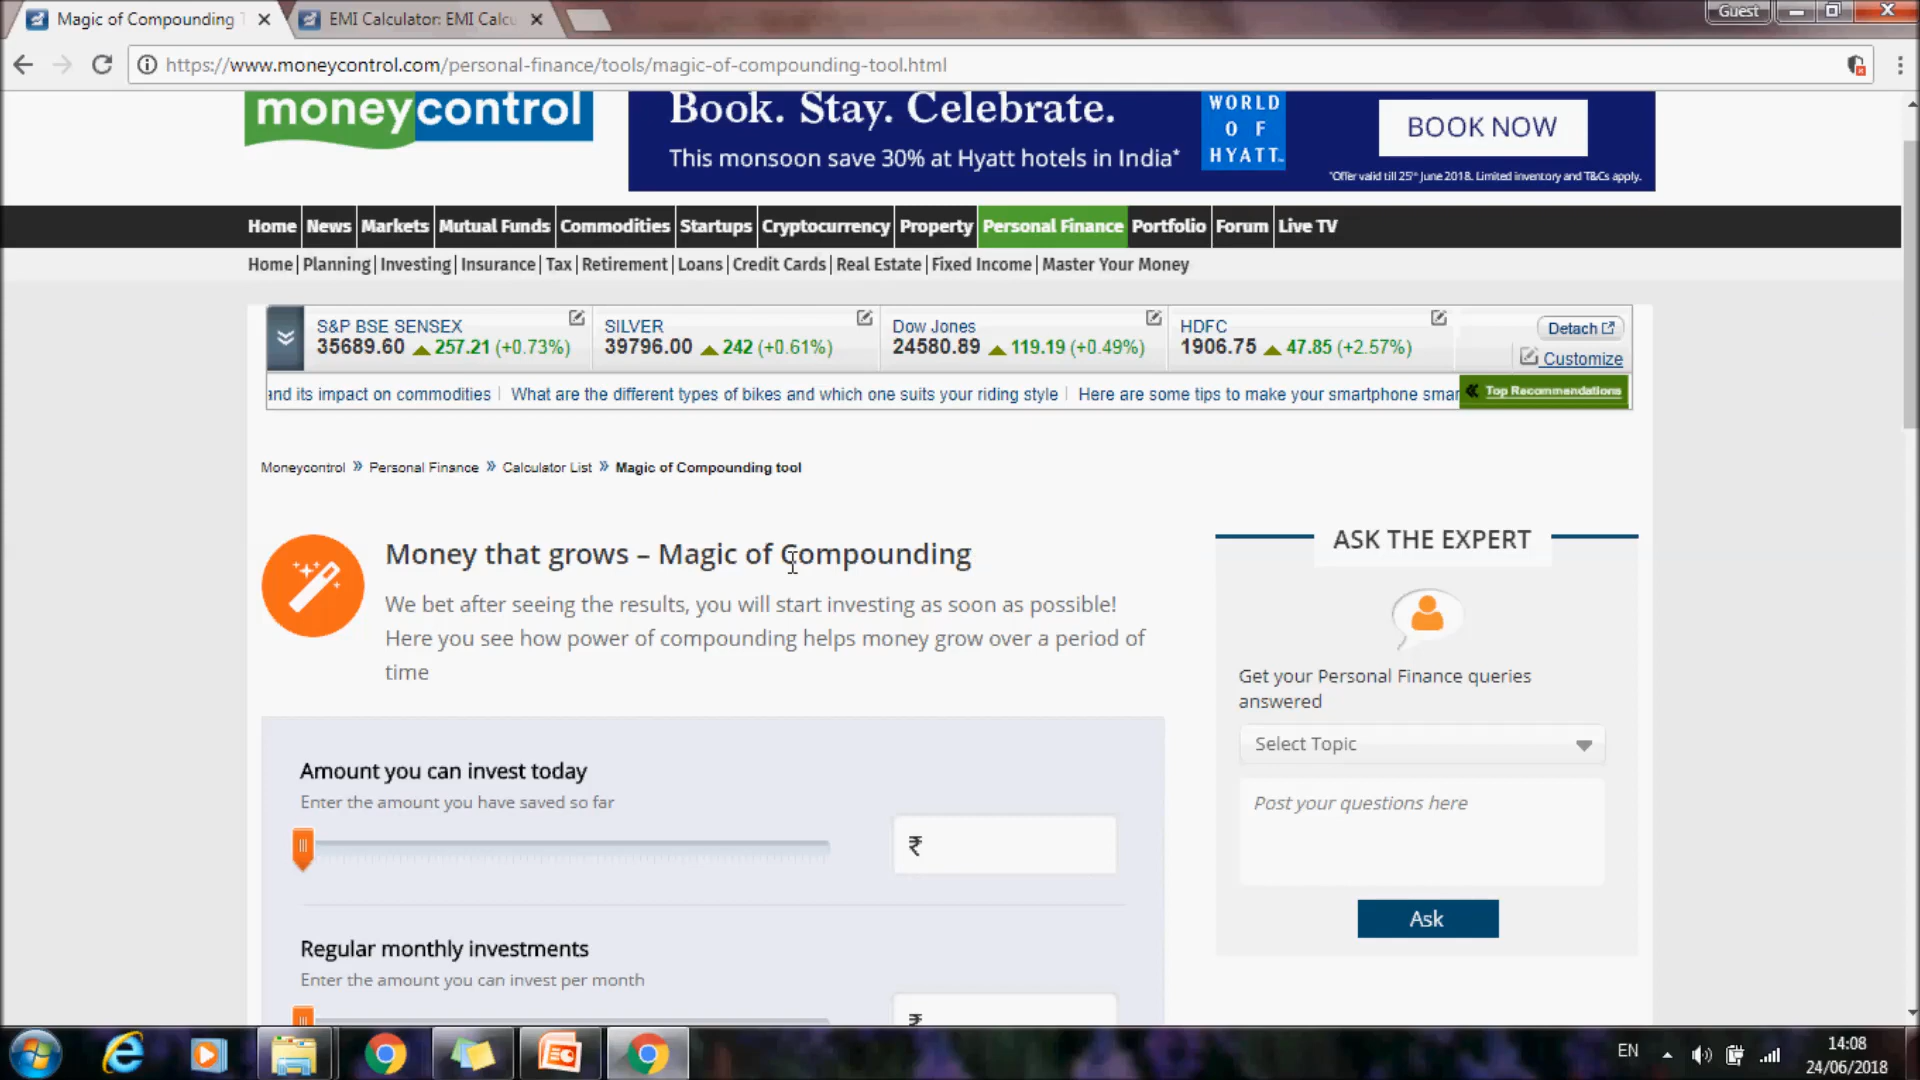 Magic of Compounding T
EMI Calculator: EMI Calcu
Guest
https://www.moneycontrol.com/personal-finance/tools/magic-of-compounding-tool.html
moneycontrol
Book. Stay. Celebrate.
This monsoon save 30% at Hyatt hotels in India*
WORLD
OF
HYATT™
BOOK NOW
*Offer valid till 25th June 2018. Limited inventory and T&Cs apply.
Home News Markets Mutual Funds Commodities Startups Cryptocurrency Property Personal Finance Portfolio Forum Live TV
Home | Planning | Investing | Insurance | Tax | Retirement | Loans | Credit Cards | Real Estate | Fixed Income | Master Your Money
S&P BSE SENSEX
35689.60 ▲ 257.21 (+0.73%)
SILVER
39796.00 ▲ 242 (+0.61%)
Dow Jones
24580.89 ▲ 119.19 (+0.49%)
HDFC
1906.75 ▲ 47.85 (+2.57%)
Detach
Customize
and its impact on commodities | What are the different types of bikes and which one suits your riding style | Here are some tips to make your smartphone smar
Top Recommendations
Moneycontrol » Personal Finance » Calculator List » Magic of Compounding tool
Money that grows – Magic of Compounding
We bet after seeing the results, you will start investing as soon as possible!
Here you see how power of compounding helps money grow over a period of
time
ASK THE EXPERT
Get your Personal Finance queries
answered
Select Topic
Post your questions here
Ask
Amount you can invest today
Enter the amount you have saved so far
₹
Regular monthly investments
Enter the amount you can invest per month
₹
EN
14:08
24/06/2018